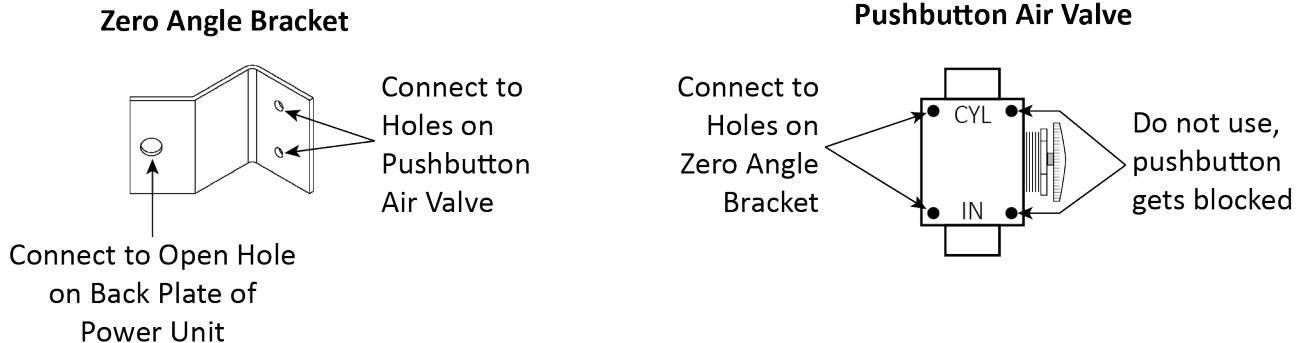 Zero Angle Bracket
Connect to
Holes on
Pushbutton
Air Valve
Connect to Open Hole
on Back Plate of
Power Unit
Pushbutton Air Valve
Connect to
Holes on
Zero Angle
Bracket
CYL
IN
Do not use,
pushbutton
gets blocked